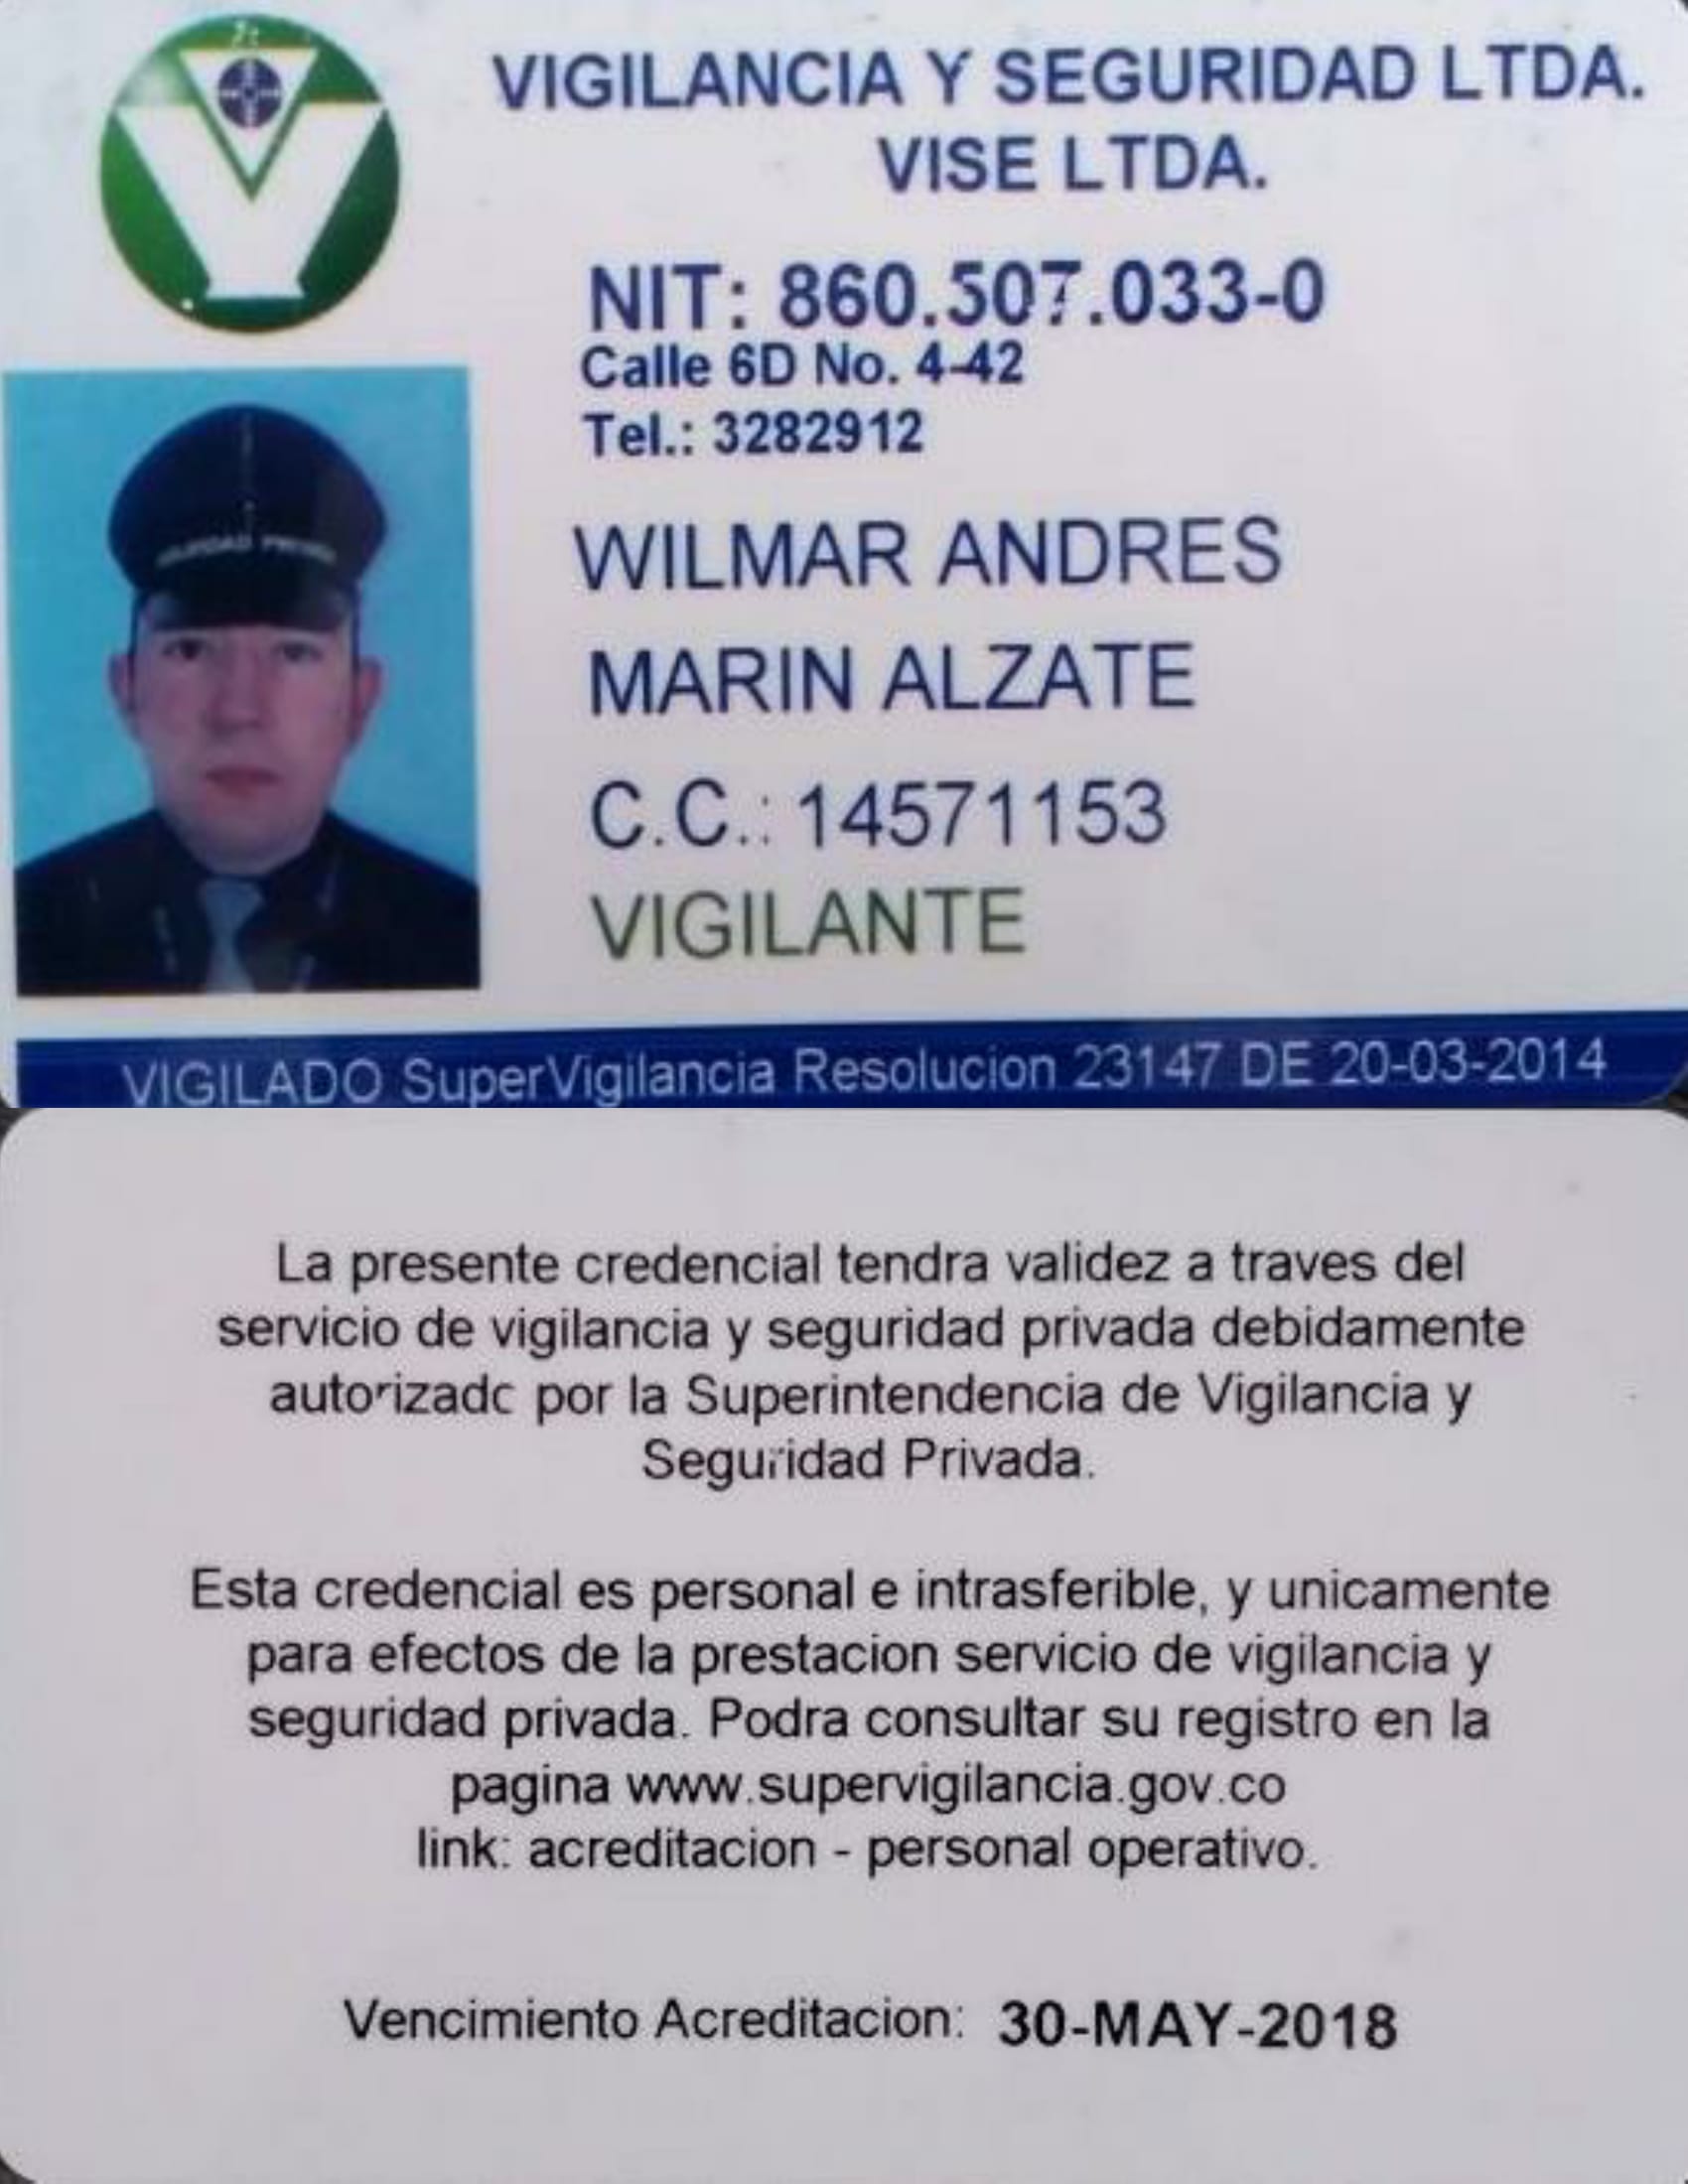 VIGILANCIA Y SEGURIDAD LTDA.
VISE LTDA.
NIT: 860.507.033-0
Calle 6D No. 4-42
Tel.: 3282912
WILMAR ANDRES
MARIN ALZATE
C.C.: 14571153
VIGILANTE
VIGILADO SuperVigilancia Resolucion 23147 DE 20-03-2014
La presente credencial tendra validez a traves del
servicio de vigilancia y seguridad privada debidamente
autorizado por la Superintendencia de Vigilancia y
Seguridad Privada.
Esta credencial es personal e intrasferible, y unicamente
para efectos de la prestacion servicio de vigilancia y
seguridad privada. Podra consultar su registro en la
pagina www.supervigilancia.gov.co
link: acreditacion - personal operativo.
Vencimiento Acreditacion: 30-MAY-2018